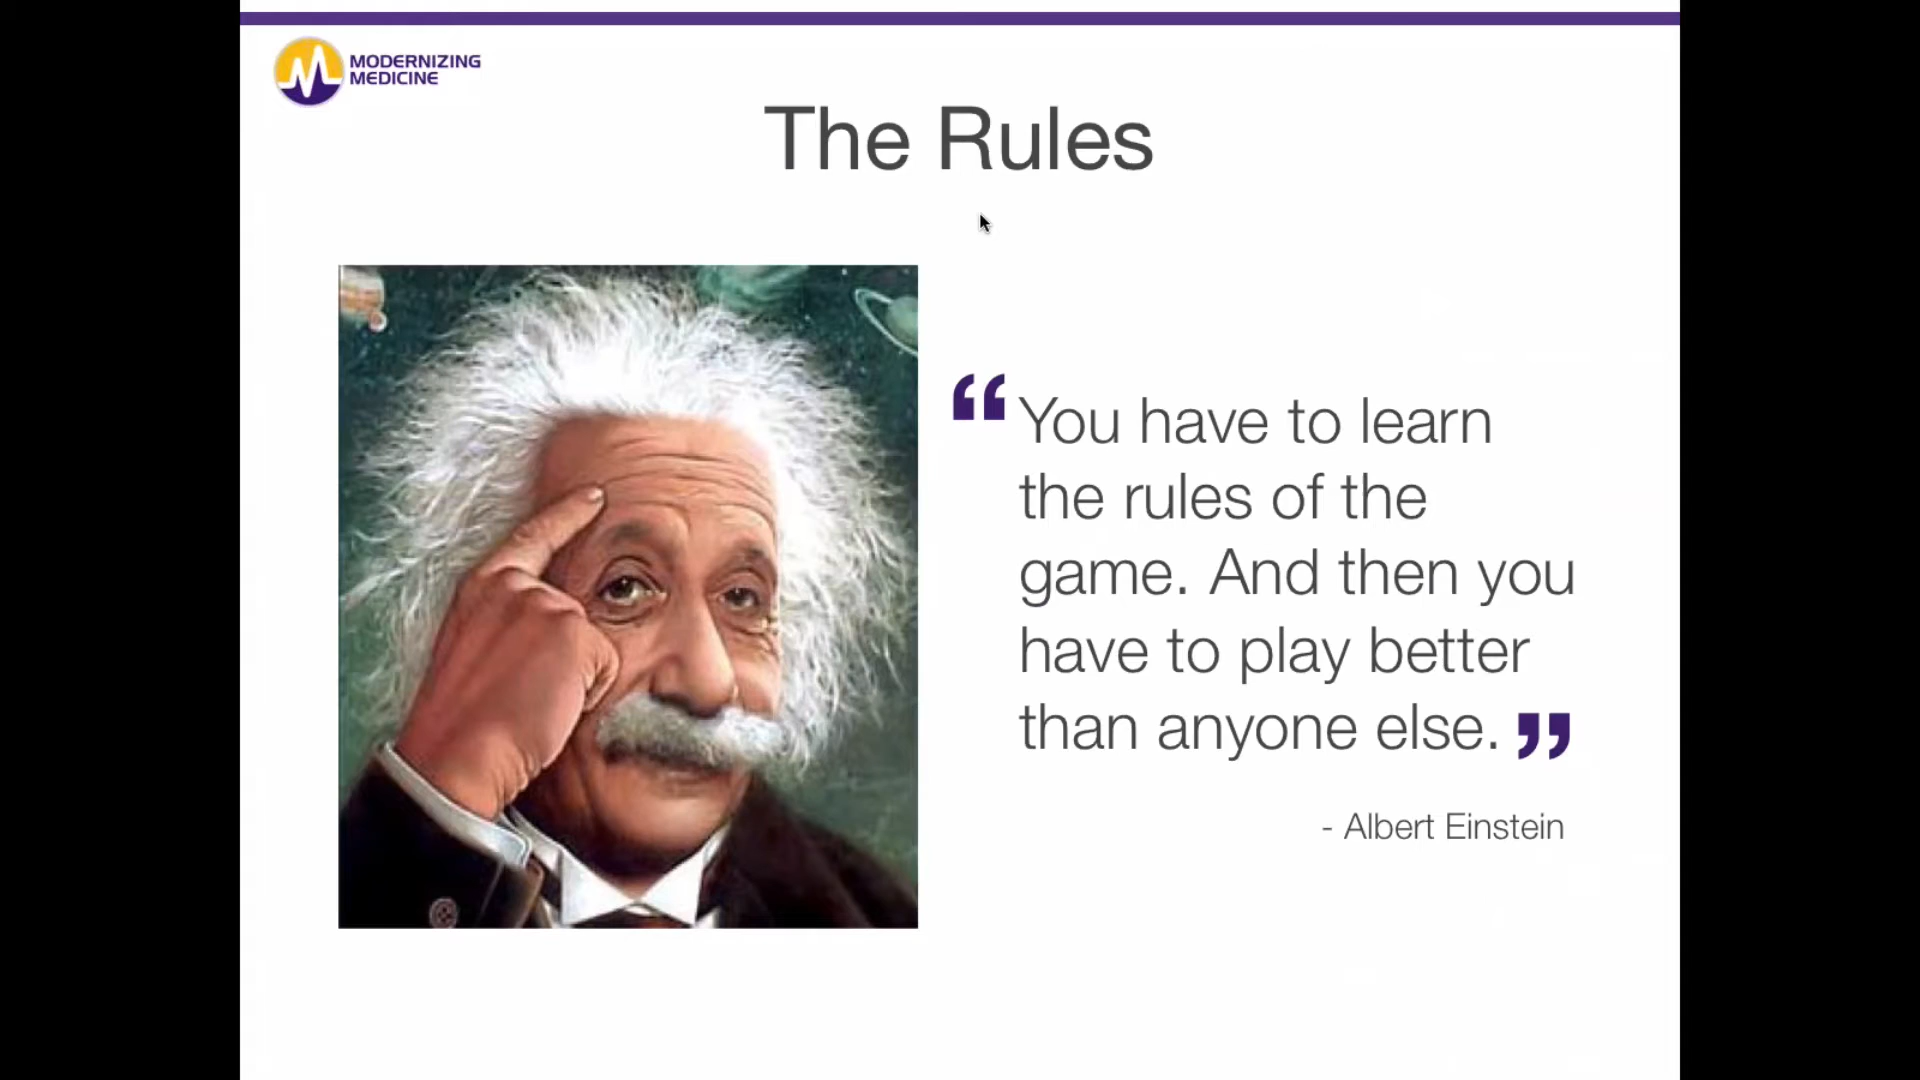 MODERNIZING
MEDICINE
The Rules
“You have to learn
the rules of the
game. And then you
have to play better
than anyone else.”
- Albert Einstein